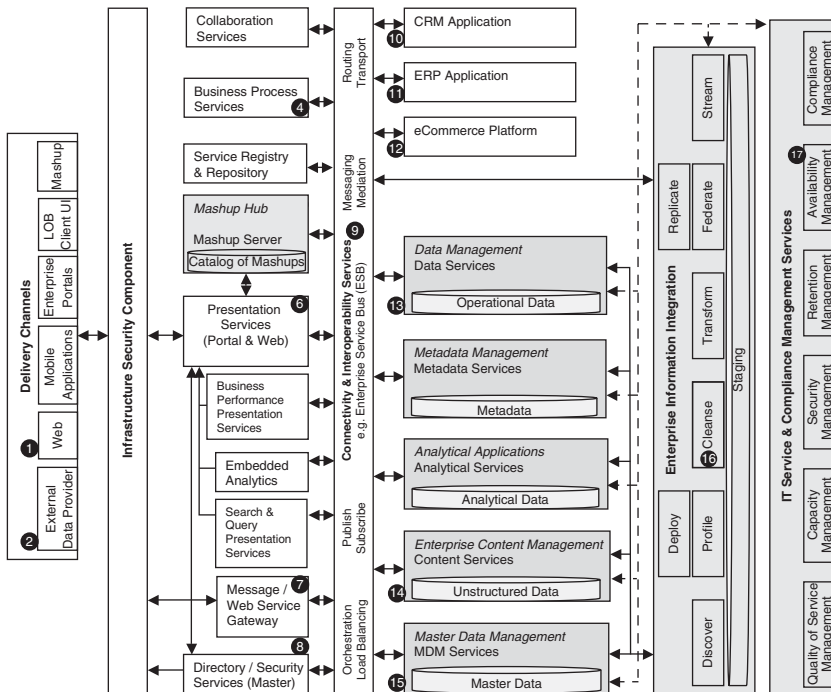 Delivery Channels
Mashup
LOB
Client UI
Enterprise
Portals
Mobile
Applications
1
Web
2
External
Data Provider
Infrastructure Security Component
Collaboration
Services
Business Process
Services
4
Service Registry
& Repository
Mashup Hub
Mashup Server
Catalog of Mashups
Presentation
Services
(Portal & Web)
6
Business
Performance
Presentation
Services
Embedded
Analytics
Search &
Query
Presentation
Services
Message /
Web Service
Gateway
7
Directory / Security
Services (Master)
8
Routing
Transport
Messaging
Mediation
9
Connectivity & Interoperability Services
e.g. Enterprise Service Bus (ESB)
Publish
Subscribe
Orchestration
Load Balancing
CRM Application
10
ERP Application
11
eCommerce Platform
12
Data Management
Data Services
Operational Data
13
Metadata Management
Metadata Services
Metadata
Analytical Applications
Analytical Services
Analytical Data
Enterprise Content Management
Content Services
Unstructured Data
14
Master Data Management
MDM Services
Master Data
15
Enterprise Information Integration
Replicate
Deploy
Stream
Federate
Transform
Cleanse
16
Profile
Discover
Staging
IT Service & Compliance Management Services
Compliance
Management
17
Availability
Management
Retention
Management
Security
Management
Capacity
Management
Quality of Service
Management